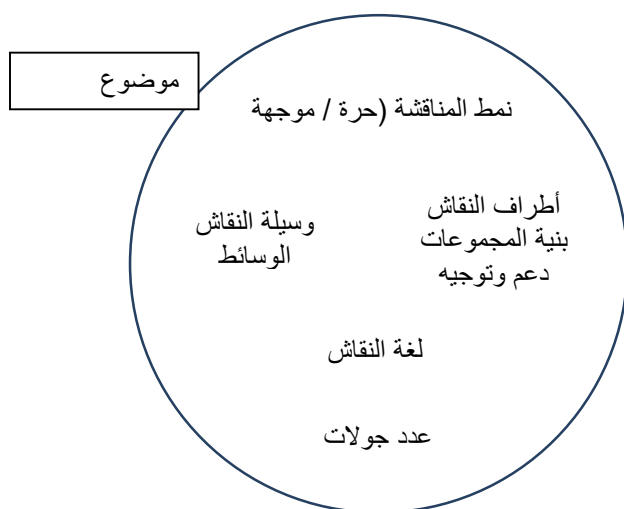 موضوع
نمط المناقشة (حرة / موجهة
أطراف النقاش
بنية المجموعات
دعم وتوجيه
وسيلة النقاش
الوسائط
لغة النقاش
عدد جولات